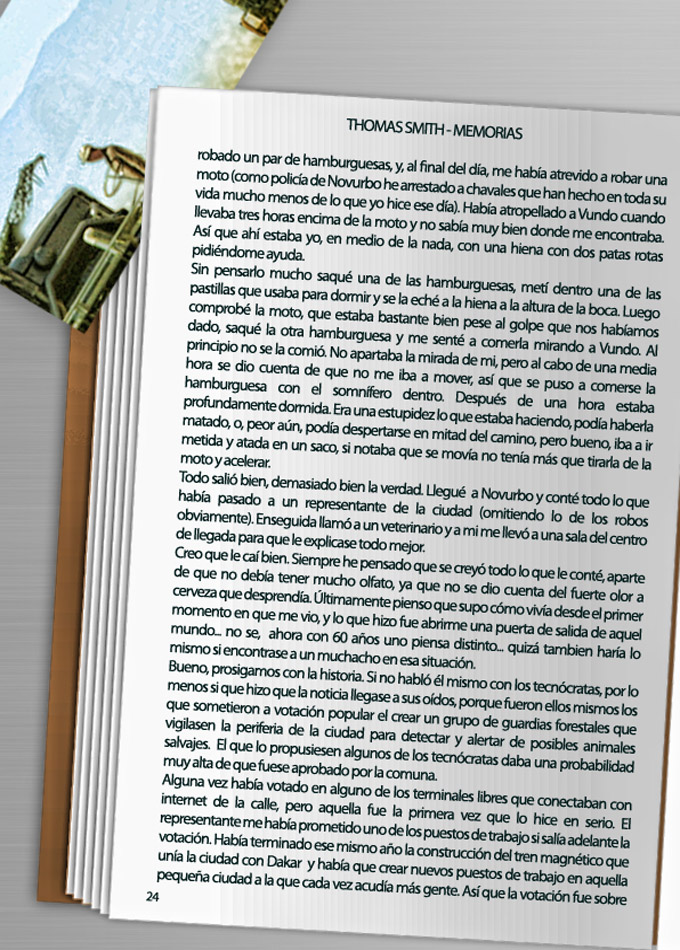 THOMAS SMITH - MEMORIAS
robado un par de hamburguesas, y, al final del día, me había atrevido a robar una
moto (como policía de Novurbo he arrestado a chavales que han hecho en toda su
vida mucho menos de lo que yo hice ese día). Había atropellado a Vundo cuando
llevaba tres horas encima de la moto y no sabía muy bien donde me encontraba.
Así que ahí estaba yo, en medio de la nada, con una hiena con dos patas rotas
pidiéndome ayuda.
Sin pensarlo mucho saqué una de las hamburguesas, metí dentro una de las
pastillas que usaba para dormir y se la eché a la hiena a la altura de la boca. Luego
comprobé la moto, que estaba bastante bien pese al golpe que nos habíamos
dado, saqué la otra hamburguesa y me senté a comerla mirando a Vundo. Al
principio no se la comió. No apartaba la mirada de mi, pero al cabo de una media
hora se dio cuenta de que no me iba a mover, así que se puso a comerse la
hamburguesa con el somnífero dentro. Después de una hora estaba
profundamente dormida. Era una estupidez lo que estaba haciendo, podía haberla
matado, o, peor aún, podía despertarse en mitad del camino, pero bueno, iba a ir
metida y atada en un saco, si notaba que se movía no tenía más que tirarla de la
moto y acelerar.
Todo salió bien, demasiado bien la verdad. Llegué a Novurbo y conté todo lo que
había pasado a un representante de la ciudad (omitiendo lo de los robos
obviamente). Enseguida llamó a un veterinario y a mi me llevó a una sala del centro
de llegada para que le explicase todo mejor.
Creo que le caí bien. Siempre he pensado que se creyó todo lo que le conté, aparte
de que no debía tener mucho olfato, ya que no se dio cuenta del fuerte olor a
cerveza que desprendía. Últimamente pienso que supo cómo vivía desde el primer
momento en que me vio, y lo que hizo fue abrirme una puerta de salida de aquel
mundo... no se, ahora con 60 años uno piensa distinto... quizá tambien haría lo
mismo si encontrase a un muchacho en esa situación.
Bueno, prosigamos con la historia. Si no habló él mismo con los tecnócratas, por lo
menos si que hizo que la noticia llegase a sus oídos, porque fueron ellos mismos los
que sometieron a votación popular el crear un grupo de guardias forestales que
vigilasen la periferia de la ciudad para detectar y alertar de posibles animales
salvajes. El que lo propusiesen algunos de los tecnócratas daba una probabilidad
muy alta de que fuese aprobado por la comuna.
Alguna vez había votado en alguno de los terminales libres que conectaban con
internet de la calle, pero aquella fue la primera vez que lo hice en serio. El
representante me había prometido uno de los puestos de trabajo si salía adelante la
votación. Había terminado ese mismo año la construcción del tren magnético que
unía la ciudad con Dakar y había que crear nuevos puestos de trabajo en aquella
pequeña ciudad a la que cada vez acudía más gente. Así que la votación fue sobre
24